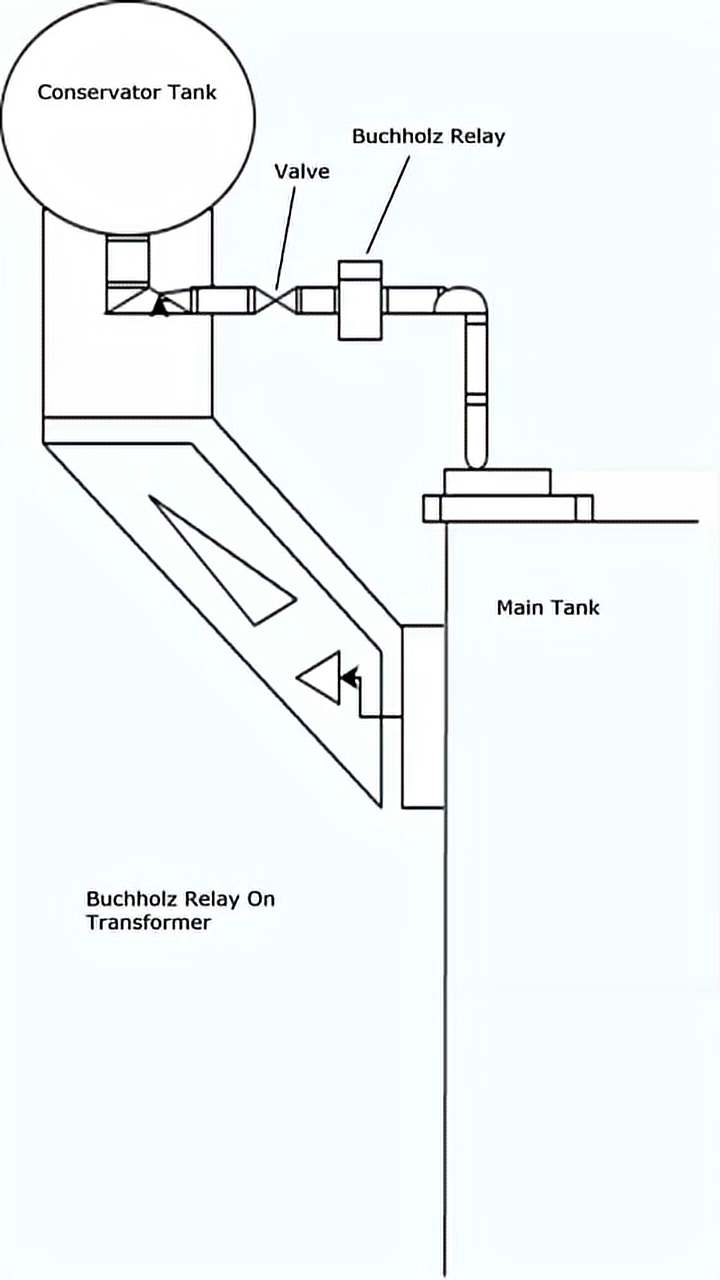 Conservator Tank
Buchholz Relay
Valve
Main Tank
Buchholz Relay On
Transformer